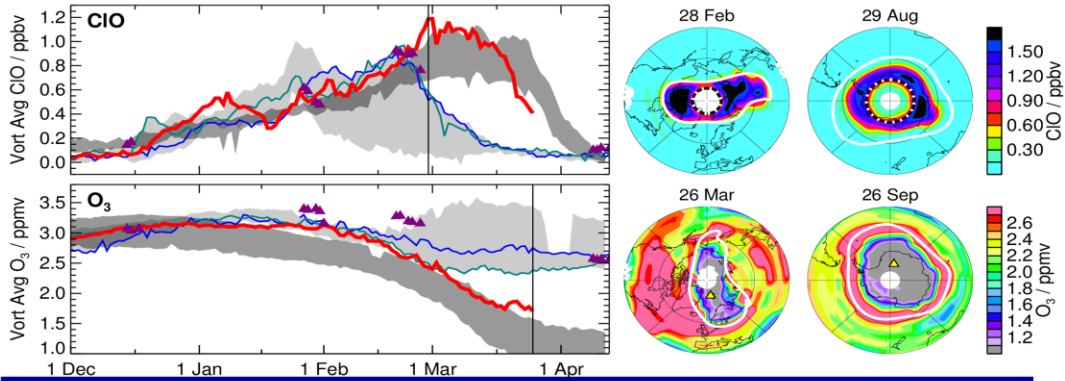 ClO
Vort Avg ClO / ppbv
1.2
1.0
0.8
0.6
0.4
0.2
0.0
O3
Vort Avg O3 / ppmv
3.5
3.0
2.5
2.0
1.5
1.0
1 Dec 1 Jan 1 Feb 1 Mar 1 Apr
28 Feb 29 Aug
1.50
1.20
0.90
0.60
0.30
ClO / ppbv
26 Mar 26 Sep
2.6
2.4
2.2
2.0
1.8
1.6
1.4
1.2
O3 / ppmv